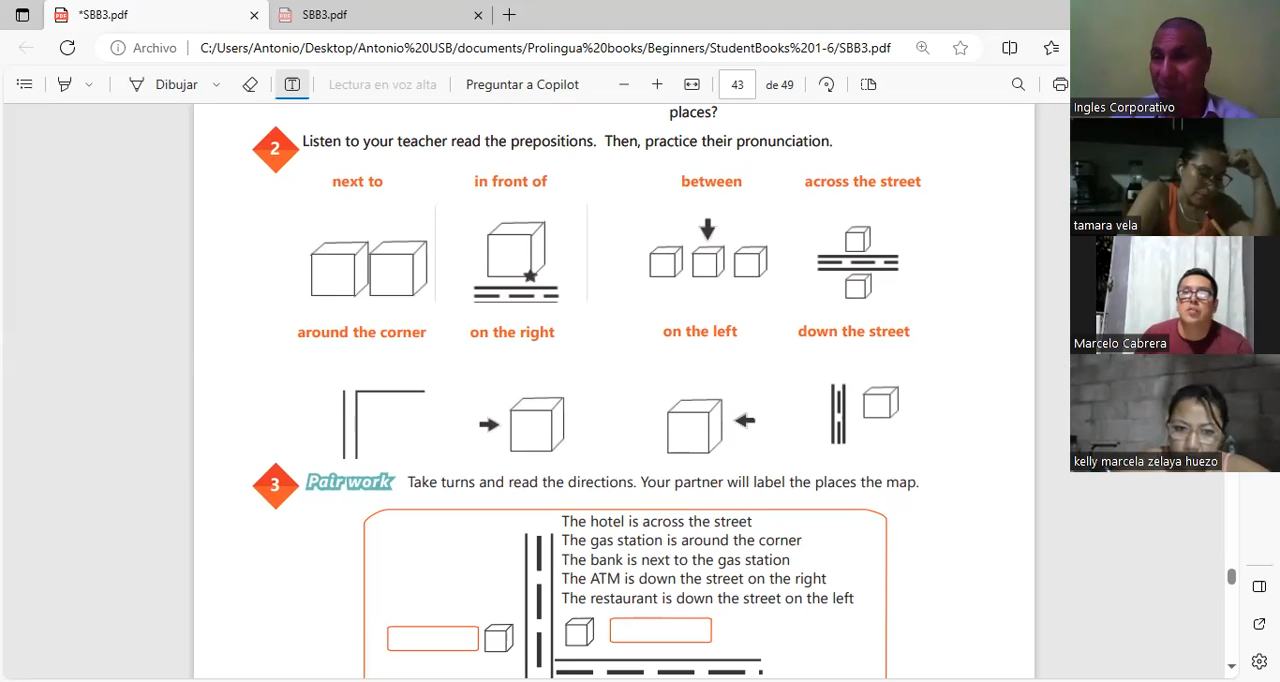 *SBB3.pdf
SBB3.pdf
Archivo
C:/Users/Antonio/Desktop/Antonio%20USB/documents/Prolingua%20books/Beginners/StudentBooks%201-6/SBB3.pdf
Dibujar
Lectura en voz alta
Preguntar a Copilot
43
de 49
places?
2 Listen to your teacher read the prepositions. Then, practice their pronunciation.
next to
in front of
between
across the street
around the corner
on the right
on the left
down the street
3 Pair work Take turns and read the directions. Your partner will label the places the map.
The hotel is across the street
The gas station is around the corner
The bank is next to the gas station
The ATM is down the street on the right
The restaurant is down the street on the left
Ingles Corporativo
tamara vela
Marcelo Cabrera
kelly marcela zelaya huezo